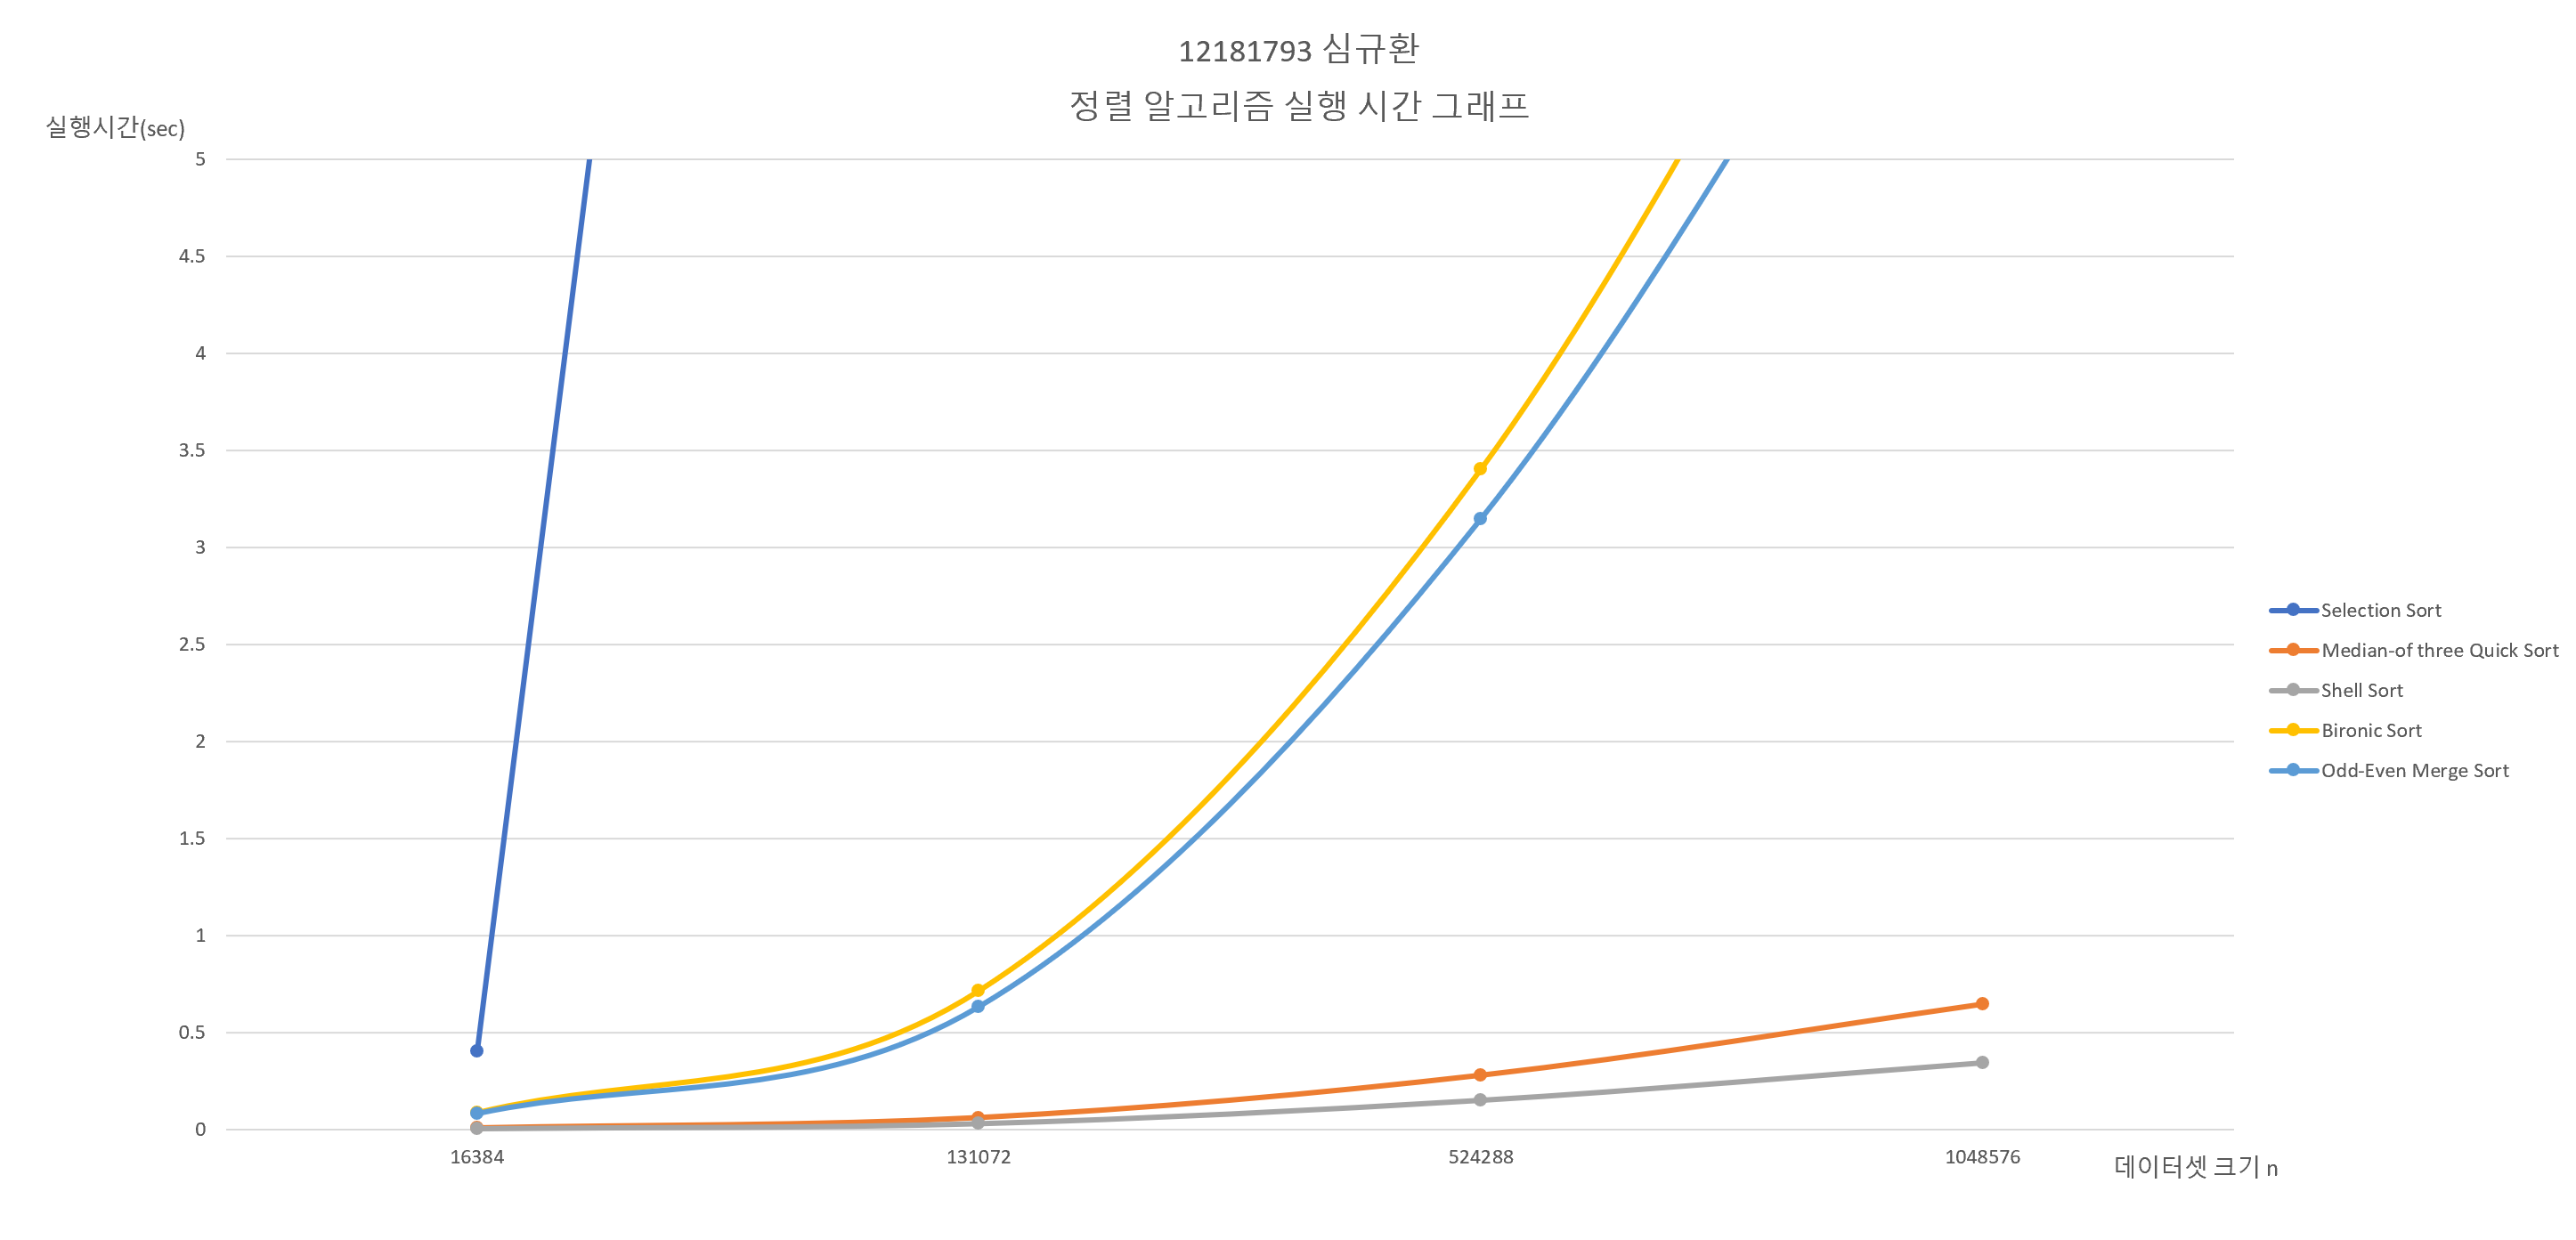 12181793 심규환
정렬 알고리즘 실행 시간 그래프
실행시간(sec)
5
4.5
4
3.5
3
2.5
2
1.5
1
0.5
0
16384
131072
524288
1048576
데이터셋 크기 n
Selection Sort
Median-of three Quick Sort
Shell Sort
Bironic Sort
Odd-Even Merge Sort